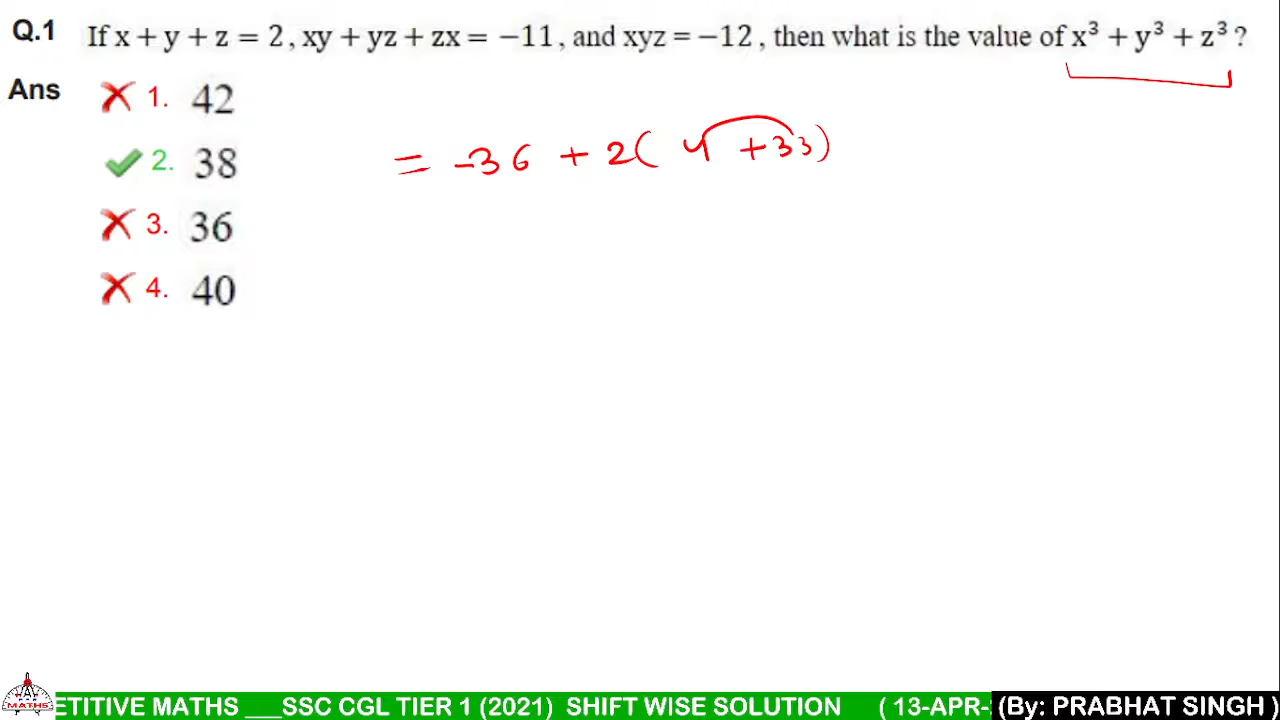 Q.1 If x + y + z = 2 , xy + yz + zx = −11 , and xyz = −12 , then what is the value of x³ + y³ + z³ ?
Ans 1. 42
2. 38
= -36 + 2( 4 +33)
3. 36
4. 40
MATHS
ETITIVE MATHS ___SSC CGL TIER 1 (2021) SHIFT WISE SOLUTION ( 13-APR- (By: PRABHAT SINGH )